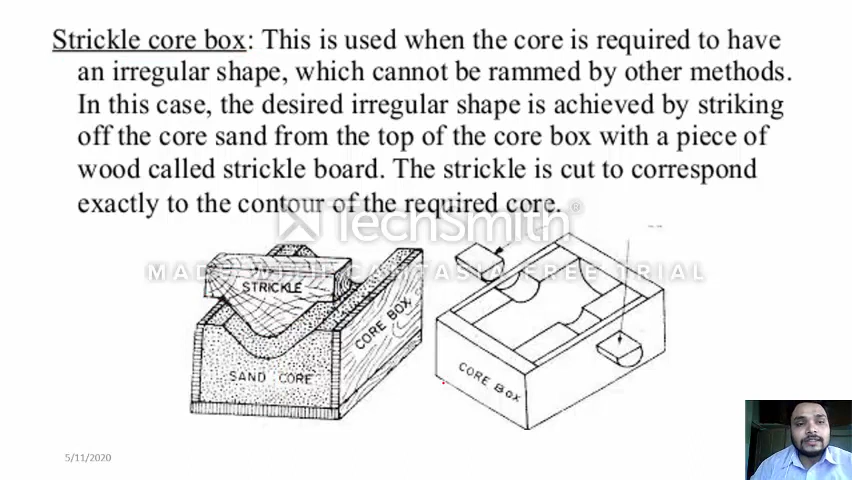 Strickle core box: This is used when the core is required to have
an irregular shape, which cannot be rammed by other methods.
In this case, the desired irregular shape is achieved by striking
off the core sand from the top of the core box with a piece of
wood called strickle board. The strickle is cut to correspond
exactly to the contour of the required core.
TechSmith®
MADE WITH CAMTASIA FREE TRIAL
STRICKLE
CORE BOX
SAND CORE
CORE BOX
5/11/2020